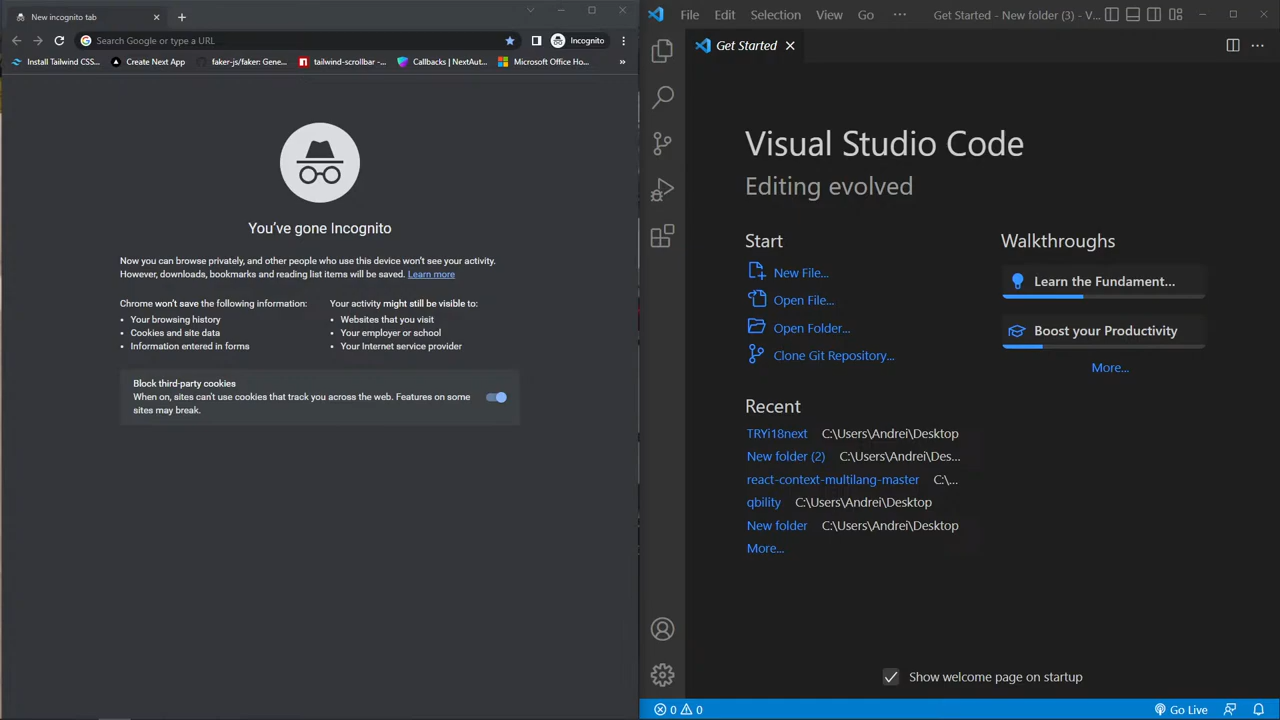 New incognito tab
Search Google or type a URL
Incognito
Install Tailwind CSS...
Create Next App
faker-js/faker: Gene...
tailwind-scrollbar -...
Callbacks | NextAut...
Microsoft Office Ho...
»
You've gone Incognito
Now you can browse privately, and other people who use this device won't see your activity.
However, downloads, bookmarks and reading list items will be saved. Learn more
Chrome won't save the following information:
• Your browsing history
• Cookies and site data
• Information entered in forms
Your activity might still be visible to:
• Websites that you visit
• Your employer or school
• Your Internet service provider
Block third-party cookies
When on, sites can't use cookies that track you across the web. Features on some
sites may break.
File Edit Selection View Go ··· Get Started - New folder (3) - V...
Get Started
Visual Studio Code
Editing evolved
Start
New File...
Open File...
Open Folder...
Clone Git Repository...
Recent
TRYi18next C:\Users\Andrei\Desktop
New folder (2) C:\Users\Andrei\Des...
react-context-multilang-master C:\...
qbility C:\Users\Andrei\Desktop
New folder C:\Users\Andrei\Desktop
More...
Walkthroughs
Learn the Fundament...
Boost your Productivity
More...
Show welcome page on startup
0 0
Go Live